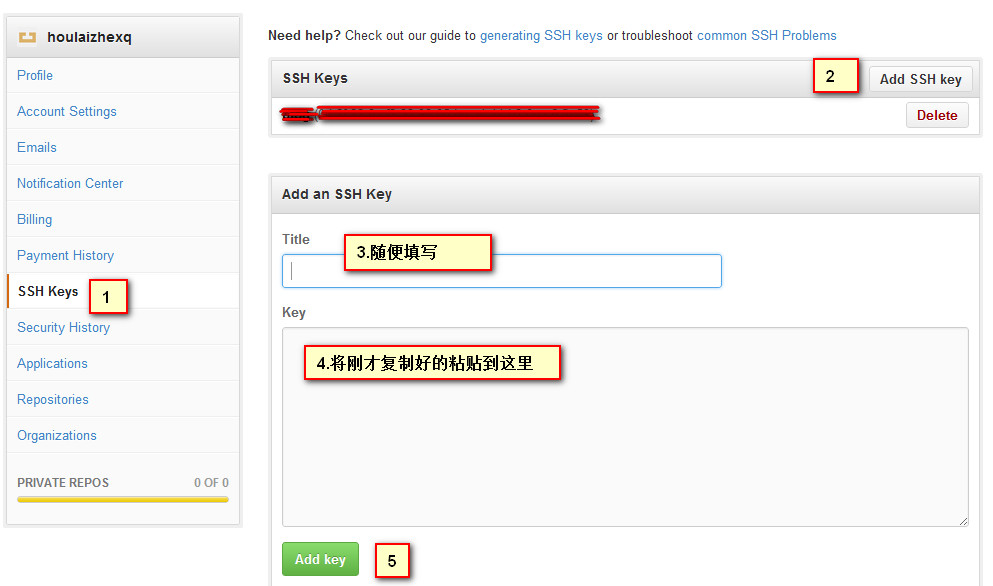 houlaizhexq
Profile
Account Settings
Emails
Notification Center
Billing
Payment History
SSH Keys
1
Security History
Applications
Repositories
Organizations
PRIVATE REPOS 0 OF 0
Need help? Check out our guide to generating SSH keys or troubleshoot common SSH Problems
SSH Keys
2
Add SSH key
Delete
Add an SSH Key
Title
3.随便填写
Key
4.将刚才复制好的粘贴到这里
Add key
5